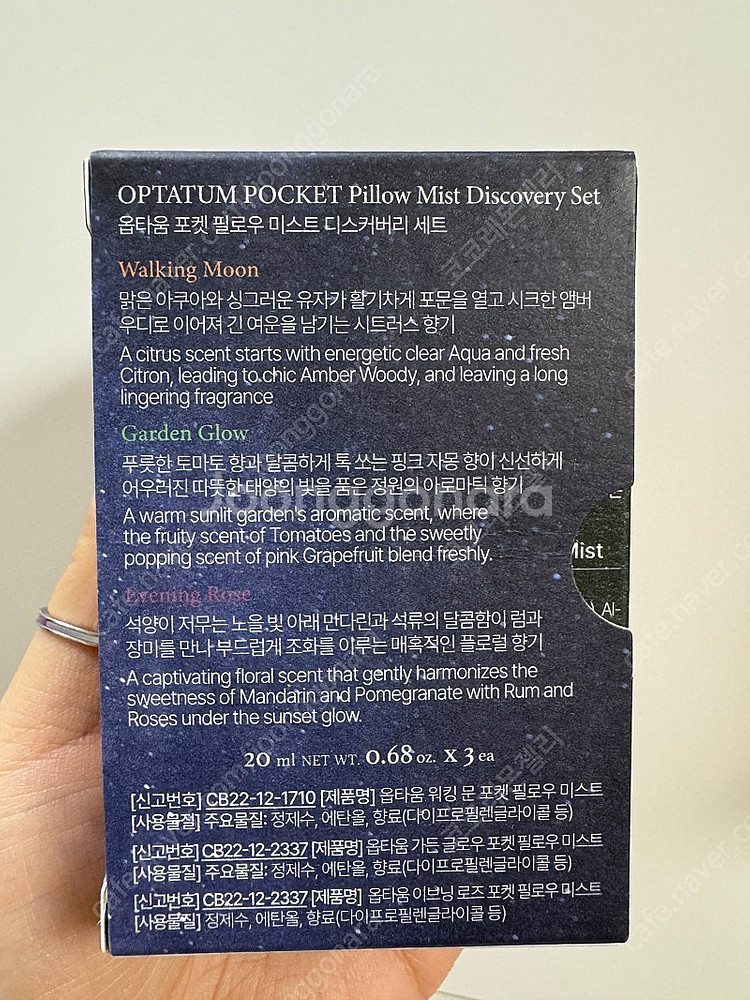 OPTATUM POCKET Pillow Mist Discovery Set
옵타움 포켓 필로우 미스트 디스커버리 세트
Walking Moon
맑은 아쿠아와 싱그러운 유자가 활기차게 포문을 열고 시크한 앰버
우디로 이어져 긴 여운을 남기는 시트러스 향기
A citrus scent starts with energetic clear Aqua and fresh
Citron, leading to chic Amber Woody, and leaving a long
lingering fragrance
Garden Glow
푸릇한 토마토 향과 달콤하게 톡 쏘는 핑크 자몽 향이 신선하게
어우러진 따뜻한 태양의 빛을 품은 정원의 아로마틱 향기
A warm sunlit garden's aromatic scent, where
the fruity scent of Tomatoes and the sweetly
popping scent of pink Grapefruit blend freshly.
Mist
AI-
Evening Rose
석양이 저무는 노을 빛 아래 만다린과 석류의 달콤함이 럼과
장미를 만나 부드럽게 조화를 이루는 매혹적인 플로럴 향기
A captivating floral scent that gently harmonizes the
sweetness of Mandarin and Pomegranate with Rum and
Roses under the sunset glow.
20 ml NET WT. 0.68 oz. X 3 ea
[신고번호] CB22-12-1710 [제품명] 옵타움 워킹 문 포켓 필로우 미스트
[사용물질] 주요물질: 정제수, 에탄올, 향료(다이프로필렌글라이콜 등)
[신고번호] CB22-12-2337 [제품명] 옵타움 가든 글로우 포켓 필로우 미스트
[사용물질] 주요물질: 정제수, 에탄올, 향료(다이프로필렌글라이콜 등)
[신고번호] CB22-12-2337 [제품명] 옵타움 이브닝 로즈 포켓 필로우 미스트
[사용물질] 정제수, 에탄올, 향료(다이프로필렌글라이콜 등)
Joonggonara
cafe.naver.com/joonggonara